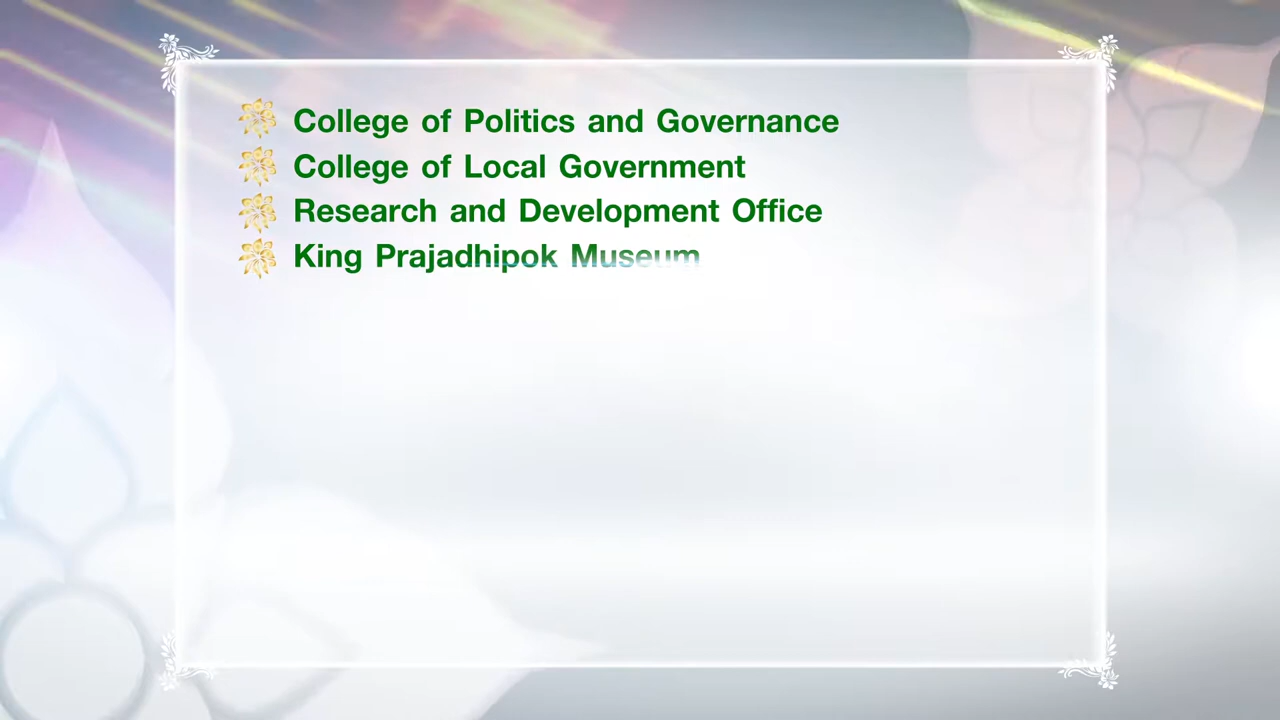 College of Politics and Governance
College of Local Government
Research and Development Office
King Prajadhipok Museum